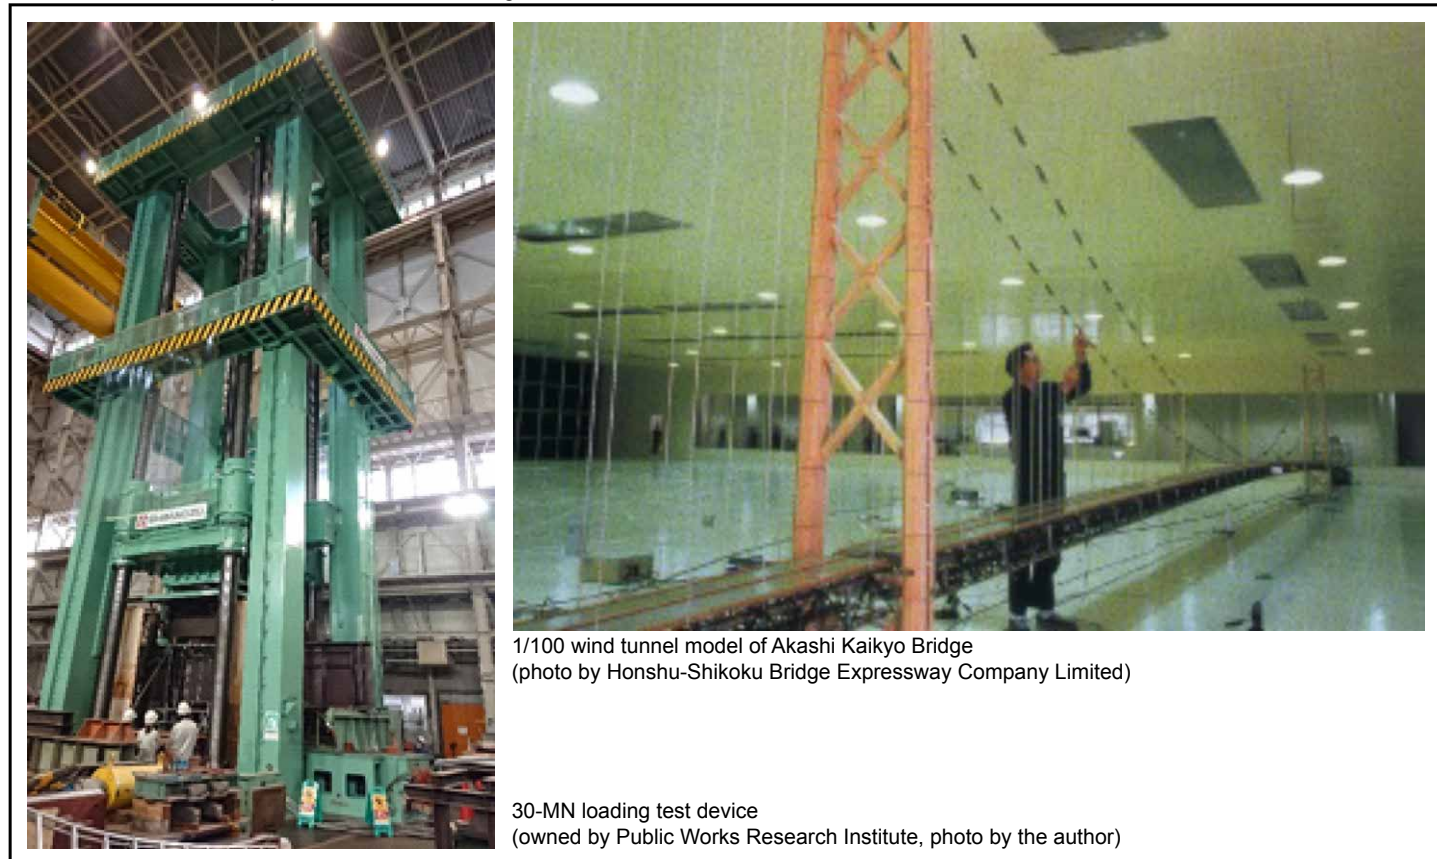 SHIMADZU
1/100 wind tunnel model of Akashi Kaikyo Bridge
(photo by Honshu-Shikoku Bridge Expressway Company Limited)
30-MN loading test device
(owned by Public Works Research Institute, photo by the author)